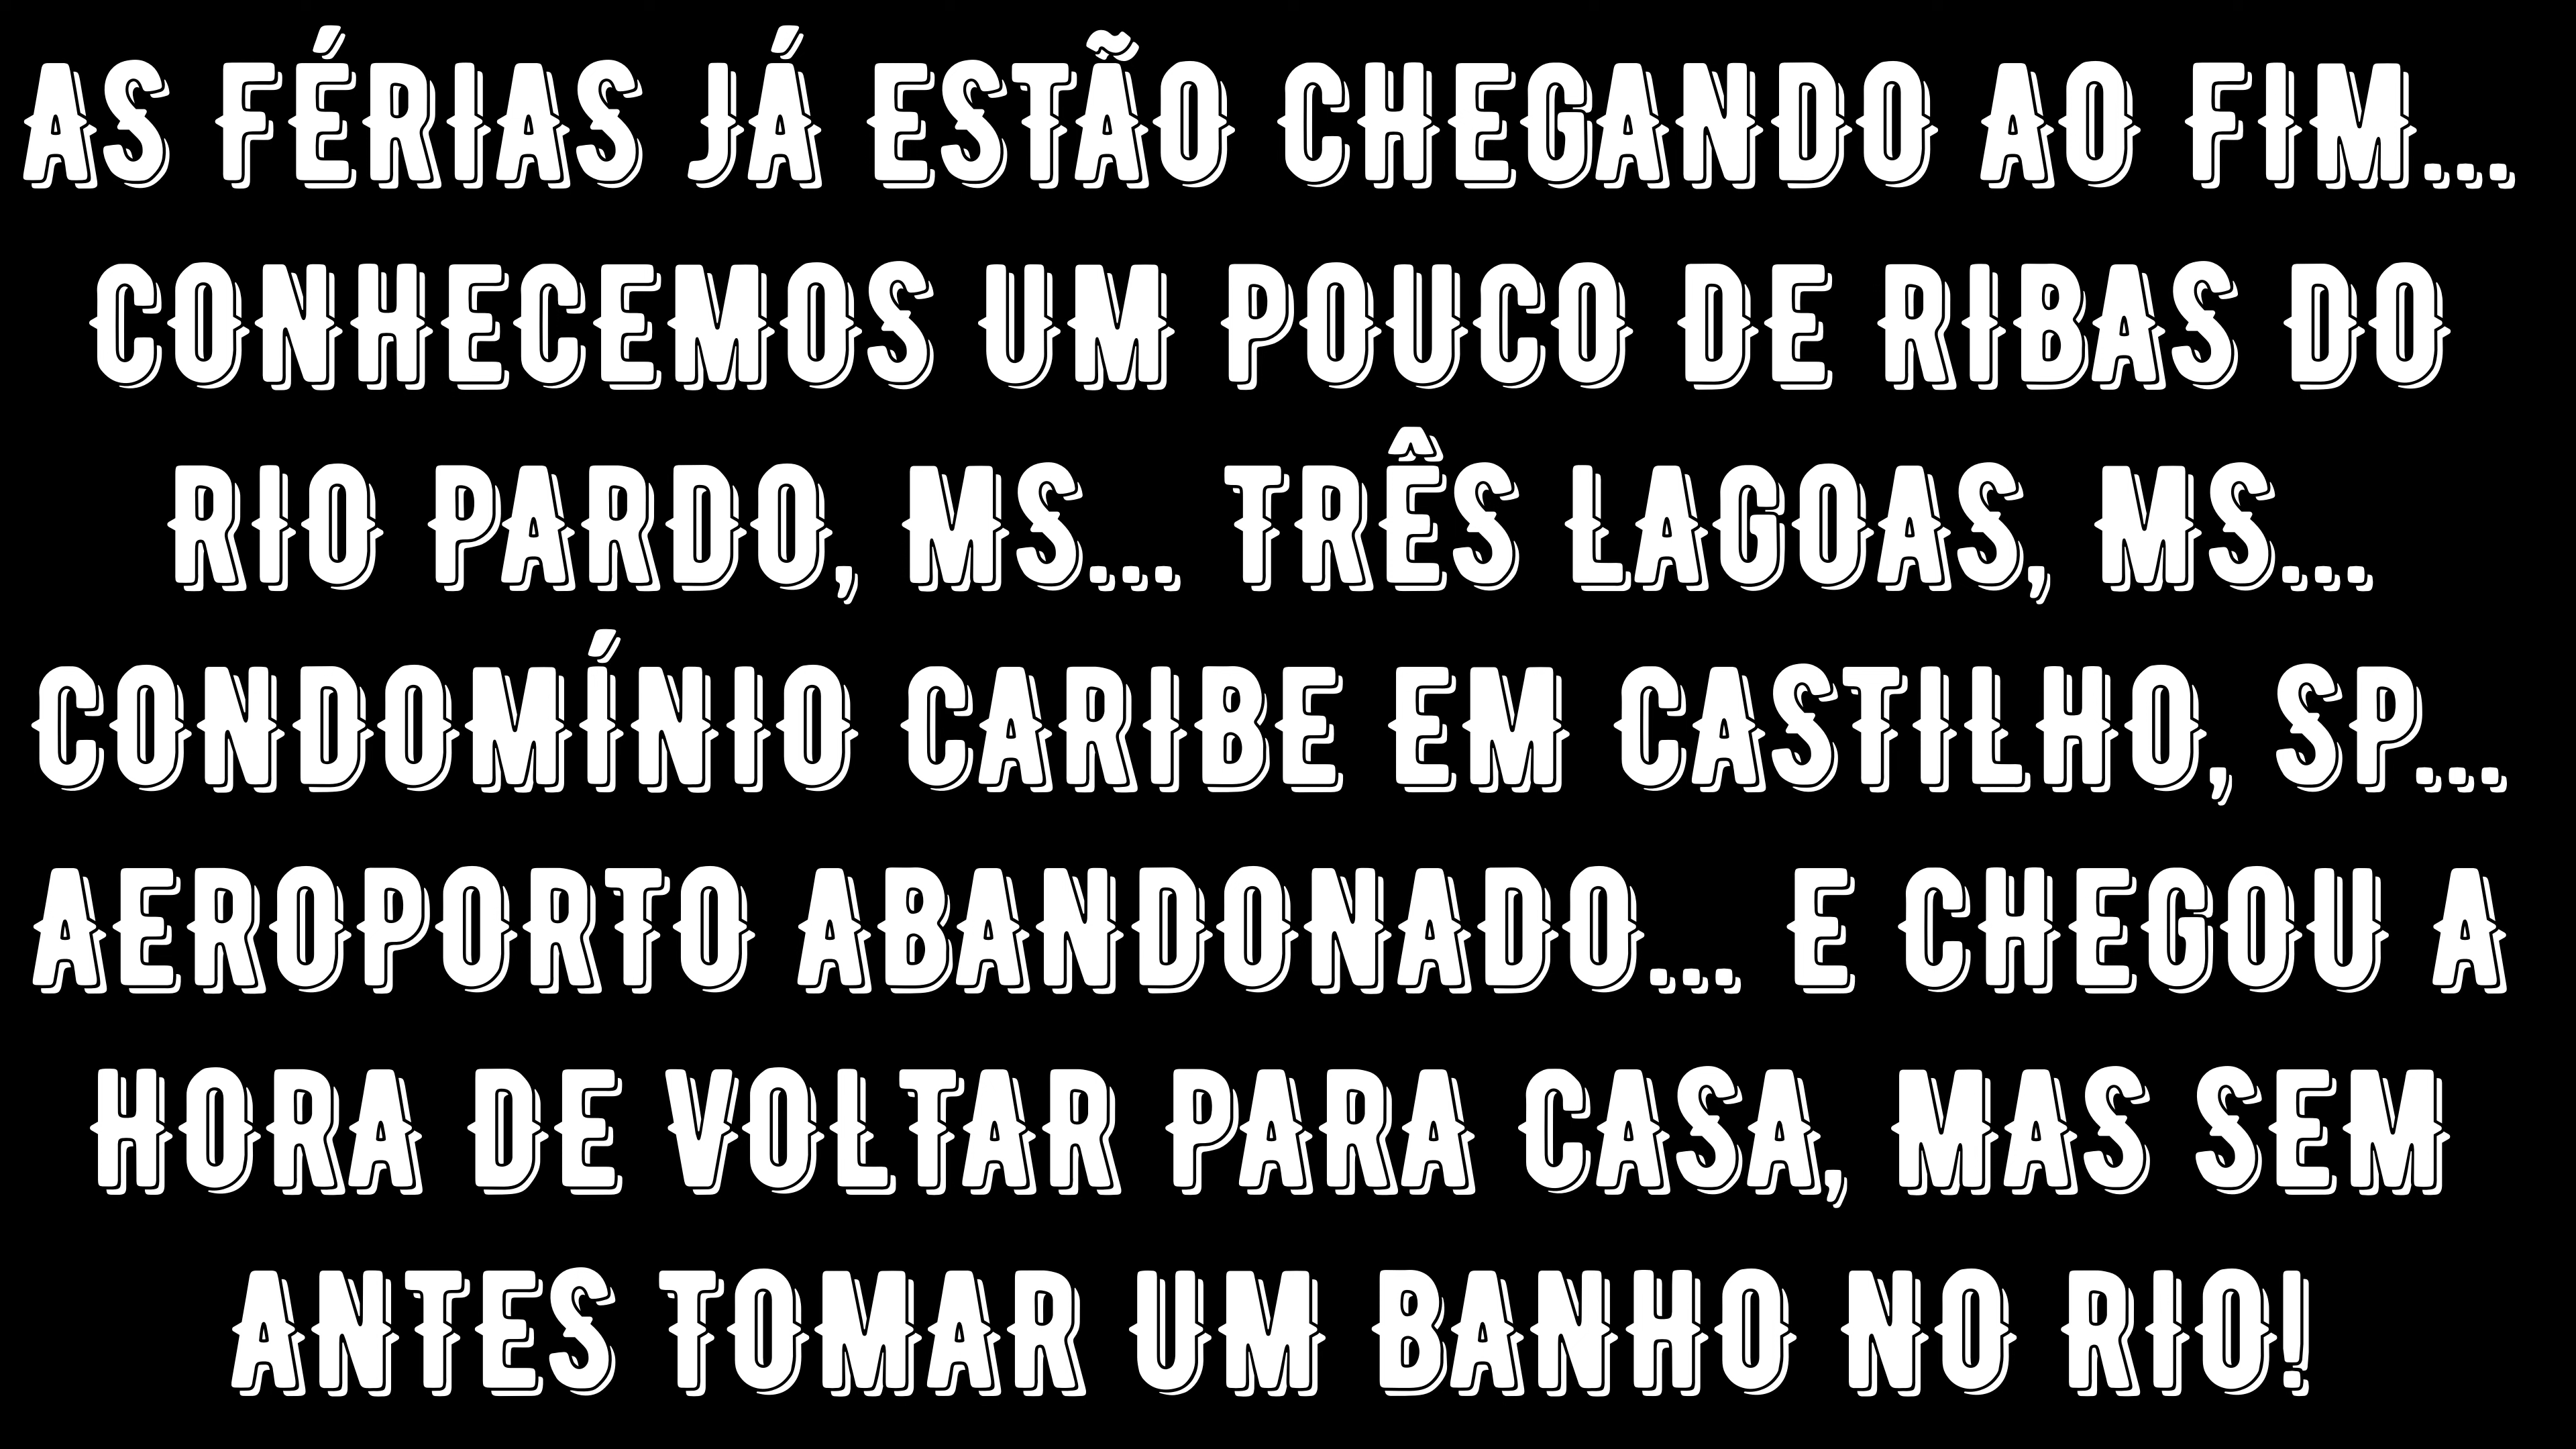 AS FÉRIAS JÁ ESTÃO CHEGANDO AO FIM...
CONHECEMOS UM POUCO DE RIBAS DO
RIO PARDO, MS... TRÊS LAGOAS, MS...
CONDOMÍNIO CARIBE EM CASTILHO, SP...
AEROPORTO ABANDONADO... E CHEGOU A
HORA DE VOLTAR PARA CASA, MAS SEM
ANTES TOMAR UM BANHO NO RIO!